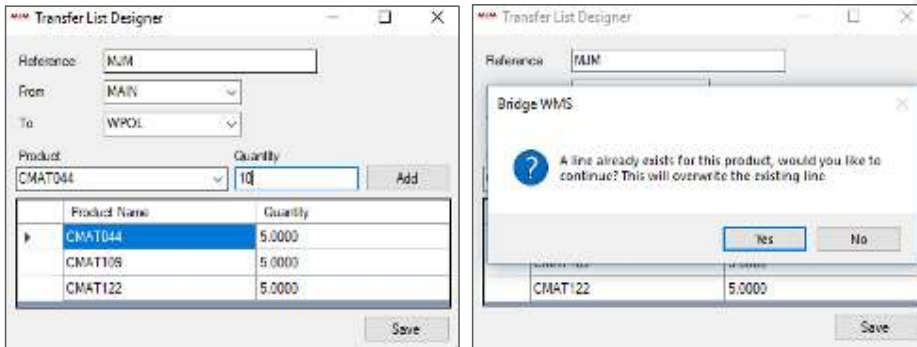 MJM Transfer List Designer
Reference MJM
From MAIN
To WPOL
Product Quantity
CMAT044 10 Add
Product Name Quantity
CMAT044 5.0000
CMAT109 5.0000
CMAT122 5.0000
Save
MJM Transfer List Designer
Reference MJM
Bridge WMS
A line already exists for this product, would you like to
continue? This will overwrite the existing line
Yes No
CMAT122 5.0000
Save